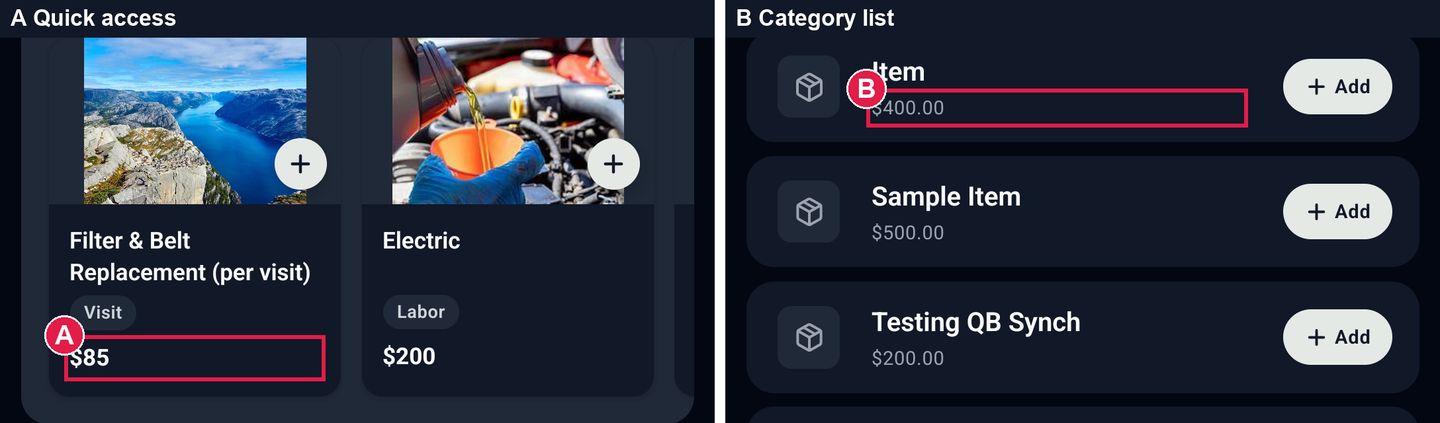 A Quick access
Filter & Belt
Replacement (per visit)
Visit
A
$85
Electric
Labor
$200
B Category list
Item
B
$400.00
+ Add
Sample Item
$500.00
+ Add
Testing QB Synch
$200.00
+ Add